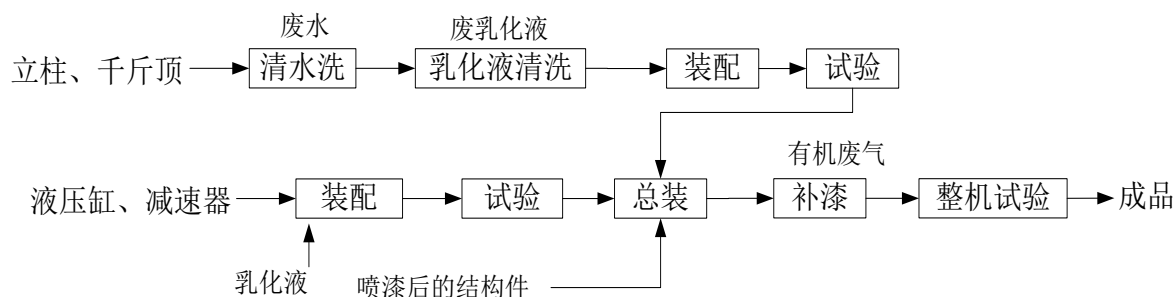 废水
废乳化液
立柱、千斤顶
清水洗
乳化液清洗
装配
试验
有机废气
液压缸、减速器
装配
试验
总装
补漆
整机试验
成品
乳化液
喷漆后的结构件